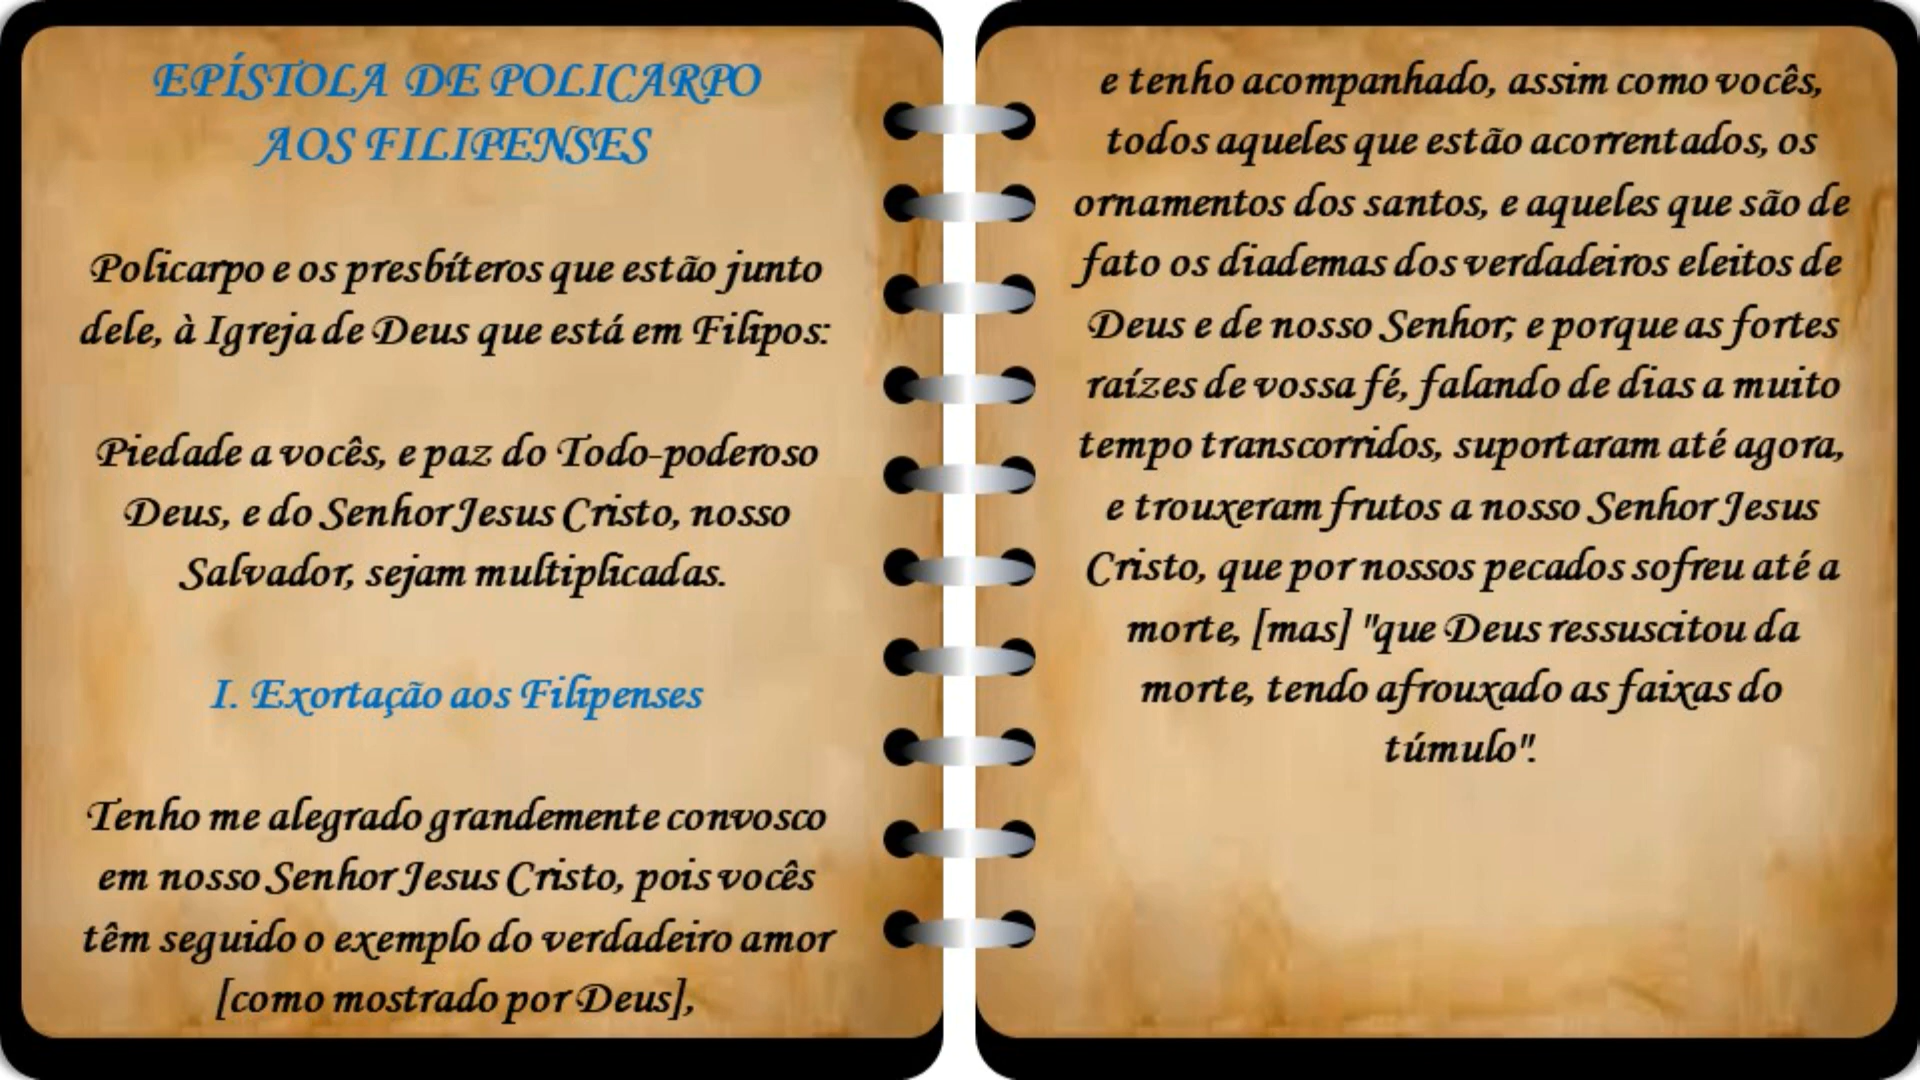 EPÍSTOLA DE POLICARPO
AOS FILIPENSES
Policarpo e os presbíteros que estão junto
dele, à Igreja de Deus que está em Filipos:
Piedade a vocês, e paz do Todo-poderoso
Deus, e do Senhor Jesus Cristo, nosso
Salvador, sejam multiplicadas.
I. Exortação aos Filipenses
Tenho me alegrado grandemente convosco
em nosso Senhor Jesus Cristo, pois vocês
têm seguido o exemplo do verdadeiro amor
[como mostrado por Deus],
e tenho acompanhado, assim como vocês,
todos aqueles que estão acorrentados, os
ornamentos dos santos, e aqueles que são de
fato os diademas dos verdadeiros eleitos de
Deus e de nosso Senhor; e porque as fortes
raízes de vossa fé, falando de dias a muito
tempo transcorridos, suportaram até agora,
e trouxeram frutos a nosso Senhor Jesus
Cristo, que por nossos pecados sofreu até a
morte, [mas] "que Deus ressuscitou da
morte, tendo afrouxado as faixas do
túmulo".